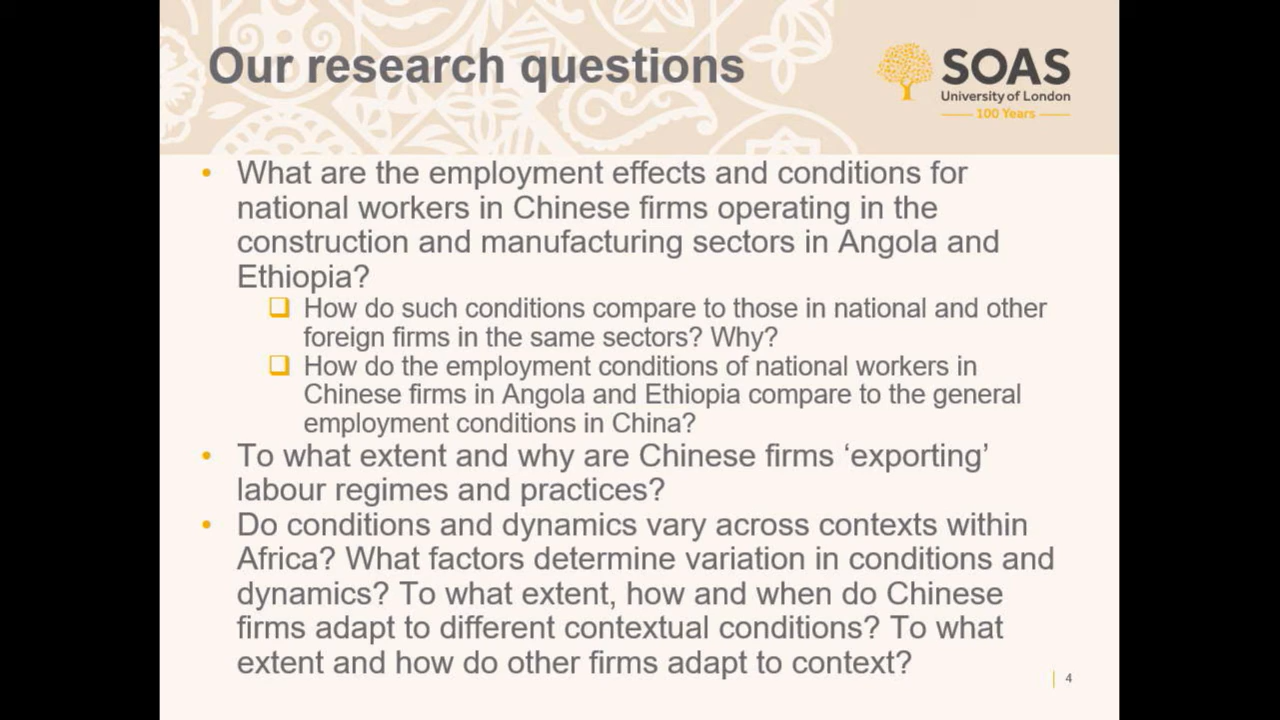 Our research questions
SOAS
University of London
100 Years
• What are the employment effects and conditions for
national workers in Chinese firms operating in the
construction and manufacturing sectors in Angola and
Ethiopia?
❑ How do such conditions compare to those in national and other
foreign firms in the same sectors? Why?
❑ How do the employment conditions of national workers in
Chinese firms in Angola and Ethiopia compare to the general
employment conditions in China?
• To what extent and why are Chinese firms ‘exporting’
labour regimes and practices?
• Do conditions and dynamics vary across contexts within
Africa? What factors determine variation in conditions and
dynamics? To what extent, how and when do Chinese
firms adapt to different contextual conditions? To what
extent and how do other firms adapt to context?
4